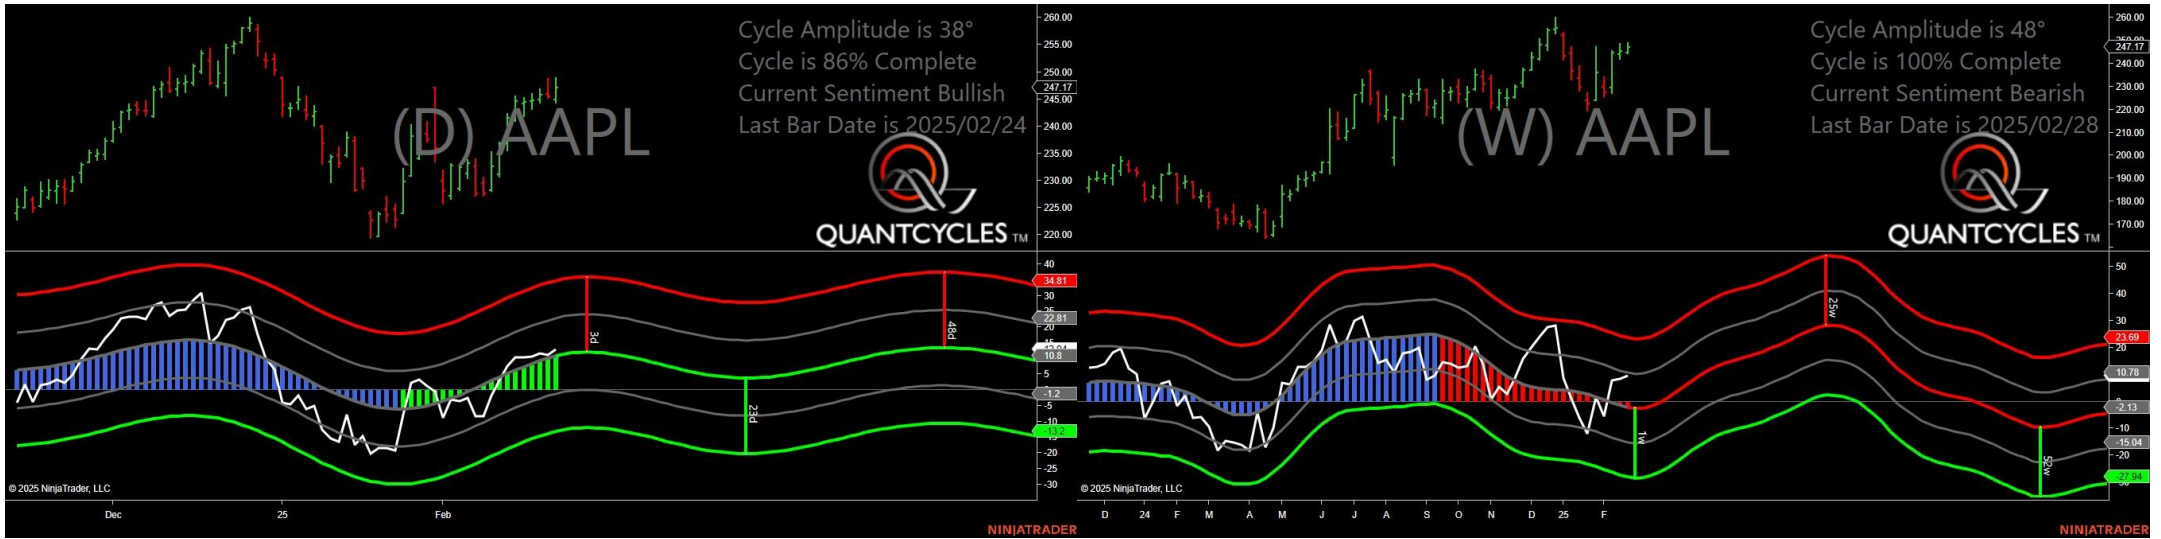 Cycle Amplitude is 38°
Cycle is 86% Complete
Current Sentiment Bullish
Last Bar Date is 2025/02/24
(D) AAPL
QUANTCYCLES TM
260.00
255.00
250.00
247.17
245.00
240.00
235.00
230.00
225.00
220.00
40
34.81
30
22.81
20
15
10.8
5
-1.2
-5
-10
-13.2
-20
-25
-30
3d
23d
48d
© 2025 NinjaTrader, LLC
Dec
25
Feb
NINJATRADER
Cycle Amplitude is 48°
Cycle is 100% Complete
Current Sentiment Bearish
Last Bar Date is 2025/02/28
(W) AAPL
QUANTCYCLES TM
260.00
247.17
240.00
230.00
220.00
210.00
200.00
190.00
180.00
170.00
50
40
30
23.69
20
10.78
-2.13
-10
-15.04
-20
-27.94
1w
25w
52w
© 2025 NinjaTrader, LLC
D 24 F M A M J J A S O N D 25 F
NINJATRADER